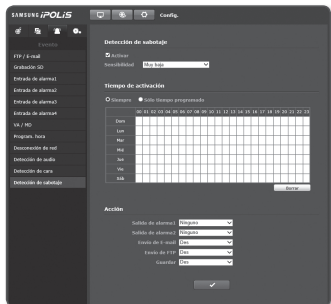 SAMSUNG iPOLiS
Config.
Evento
FTP / E-mail
Grabación SD
Entrada de alarma1
Entrada de alarma2
Entrada de alarma3
Entrada de alarma4
VA / MD
Program. hora
Desconexión de red
Detección de audio
Detección de cara
Detección de sabotaje
Detección de sabotaje
Activar
Sensibilidad Muy baja
Tiempo de activación
Siempre Sólo tiempo programado
00 01 02 03 04 05 06 07 08 09 10 11 12 13 14 15 16 17 18 19 20 21 22 23
Dom
Lun
Mar
Mié
Jue
Vie
Sáb
Borrar
Acción
Salida de alarma1 Ninguno
Salida de alarma2 Ninguno
Envío de E-mail Des
Envío de FTP Des
Guardar Des